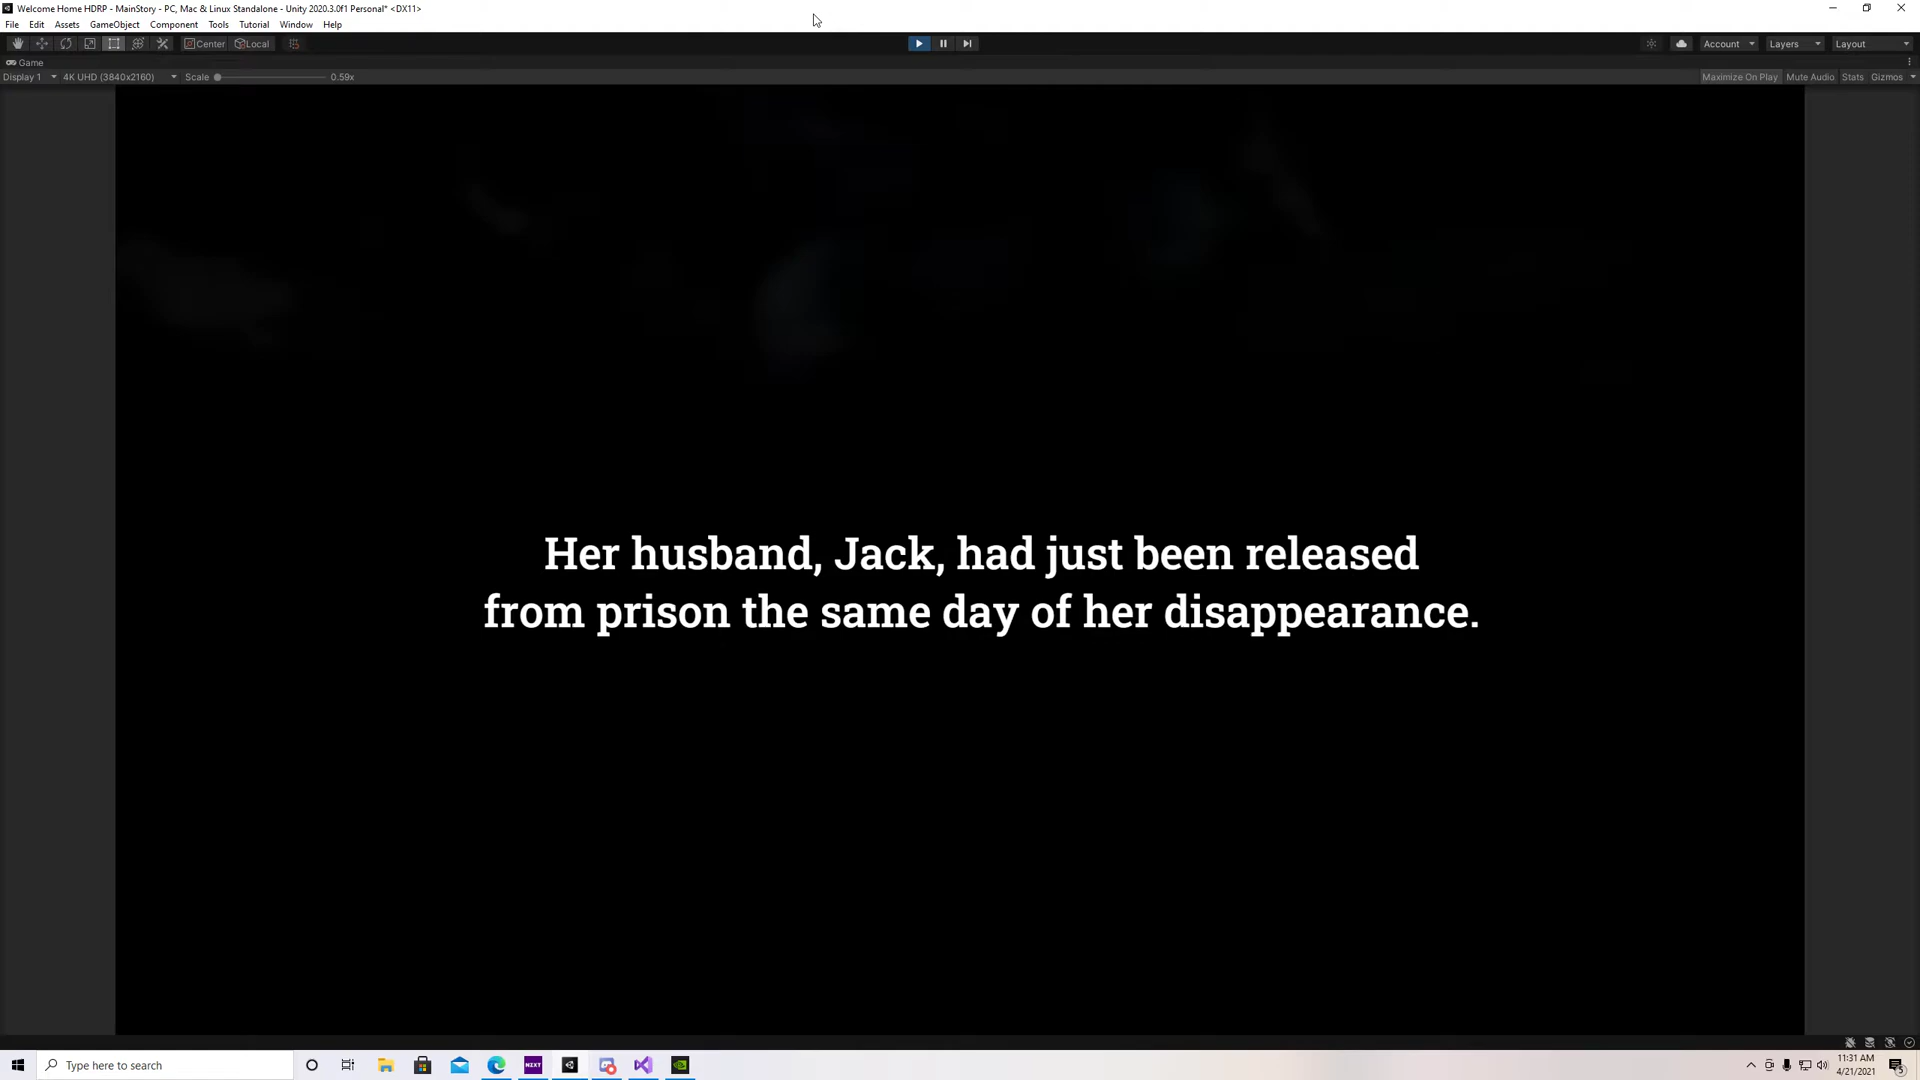 Welcome Home HDRP - MainStory - PC, Mac & Linux Standalone - Unity 2020.3.0f1 Personal* <DX11>
File Edit Assets GameObject Component Tools Tutorial Window Help
Center Local Account Layers Layout
Game
Display 1 4K UHD (3840x2160) Scale 0.59x Maximize On Play Mute Audio Stats Gizmos
Her husband, Jack, had just been released
from prison the same day of her disappearance.
Type here to search
NZXT
11:31 AM
4/21/2021
5